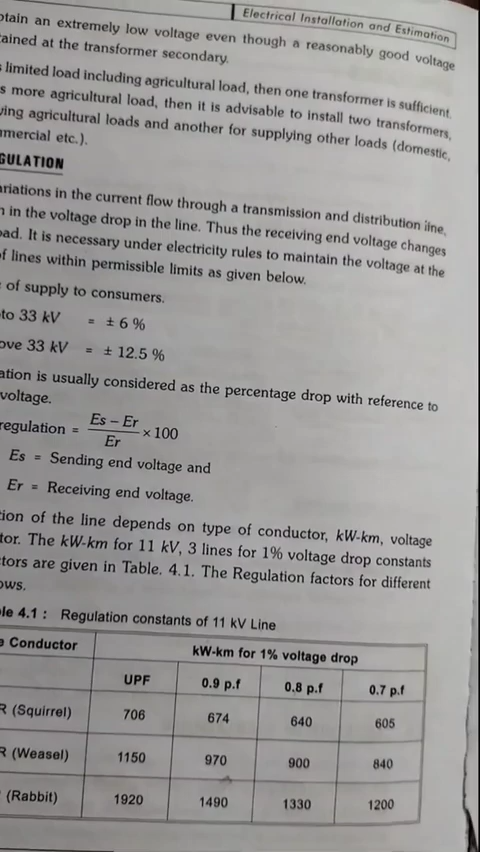 Electrical Installation and Estimation
otain an extremely low voltage even though a reasonably good voltage
tained at the transformer secondary.
limited load including agricultural load, then one transformer is sufficient.
s more agricultural load, then it is advisable to install two transformers,
ying agricultural loads and another for supplying other loads (domestic,
mmercial etc.).
GULATION
ariations in the current flow through a transmission and distribution line,
n in the voltage drop in the line. Thus the receiving end voltage changes
oad. It is necessary under electricity rules to maintain the voltage at the
of lines within permissible limits as given below.
of supply to consumers.
to 33 kV = ± 6 %
ove 33 kV = ± 12.5 %
ation is usually considered as the percentage drop with reference to
voltage.
regulation = Es – Er / Er × 100
Es = Sending end voltage and
Er = Receiving end voltage.
tion of the line depends on type of conductor, kW-km, voltage
tor. The kW-km for 11 kV, 3 lines for 1% voltage drop constants
ctors are given in Table. 4.1. The Regulation factors for different
ows.
ble 4.1 : Regulation constants of 11 kV Line
e Conductor kW-km for 1% voltage drop
UPF 0.9 p.f 0.8 p.f 0.7 p.f
R (Squirrel) 706 674 640 605
R (Weasel) 1150 970 900 840
(Rabbit) 1920 1490 1330 1200